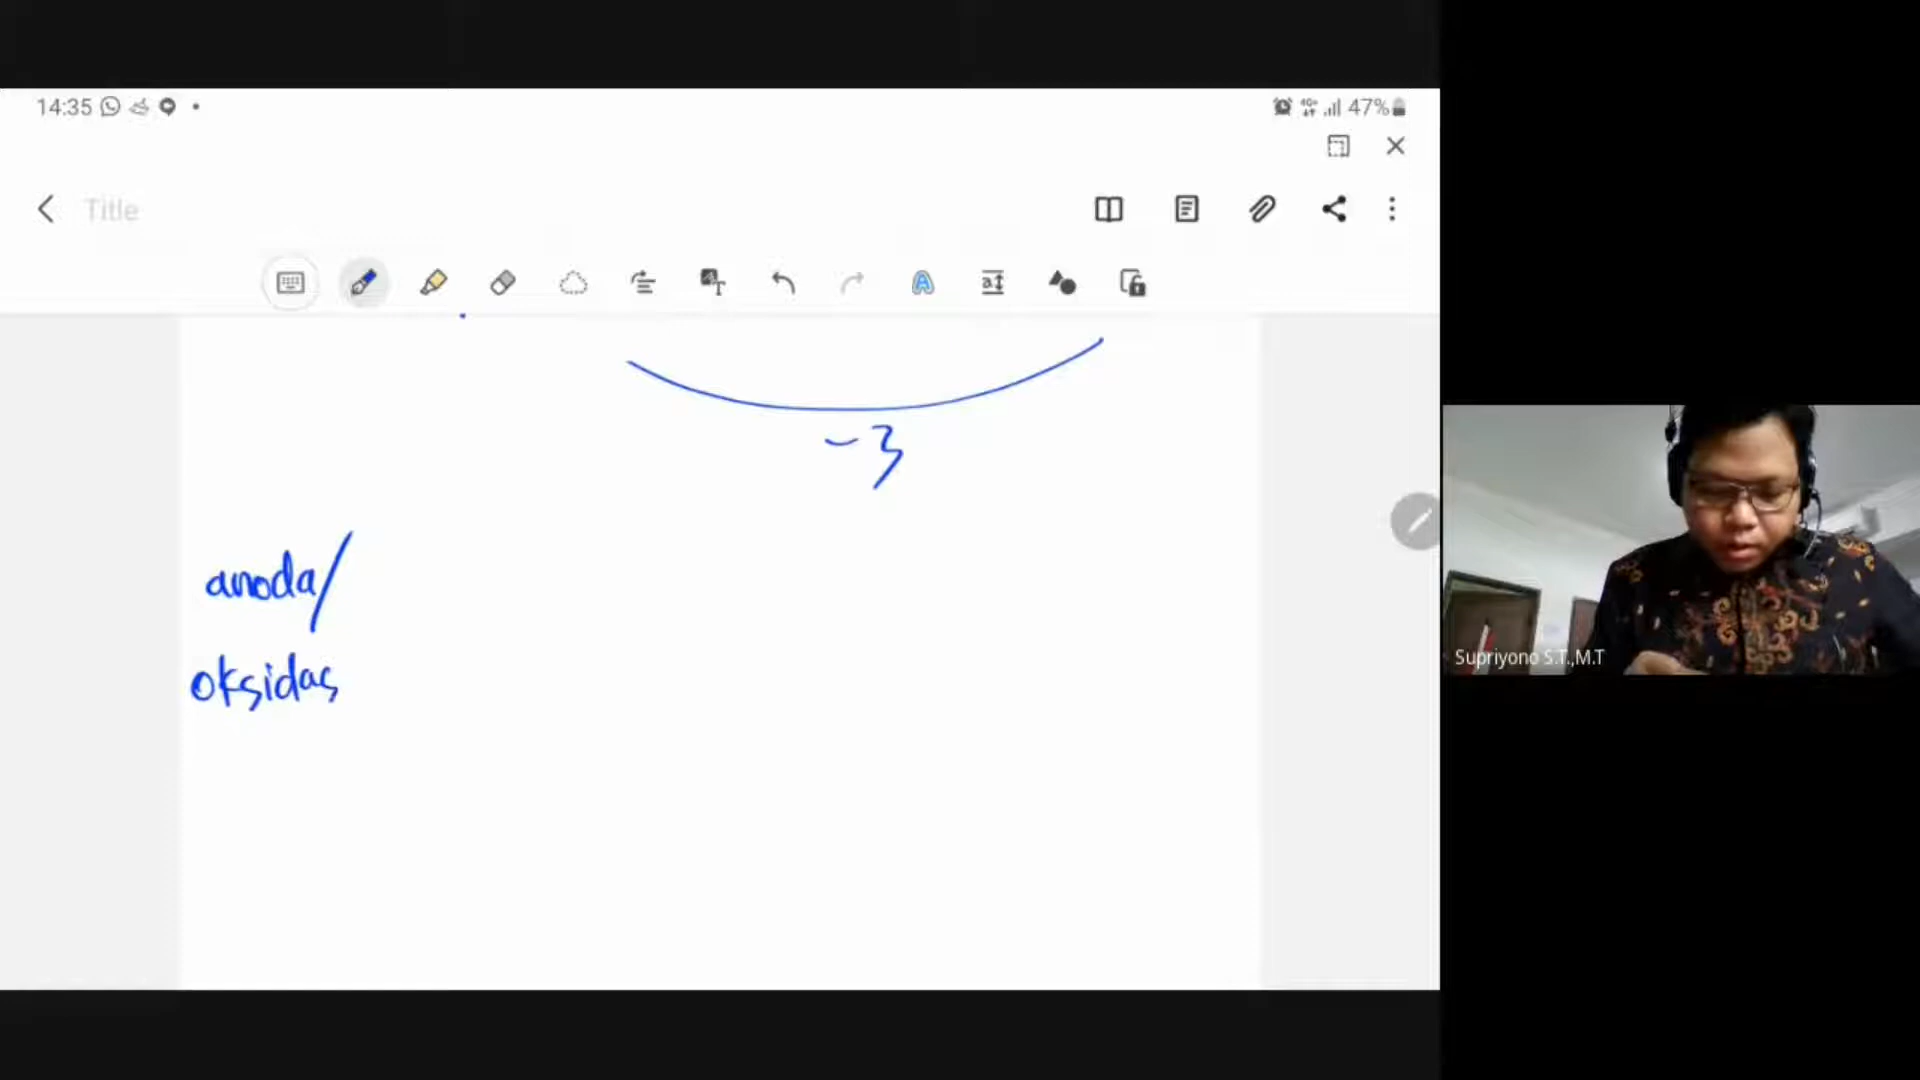 14:35
47%
Title
-3
anoda/
oksidas
Supriyono S.T.,M.T